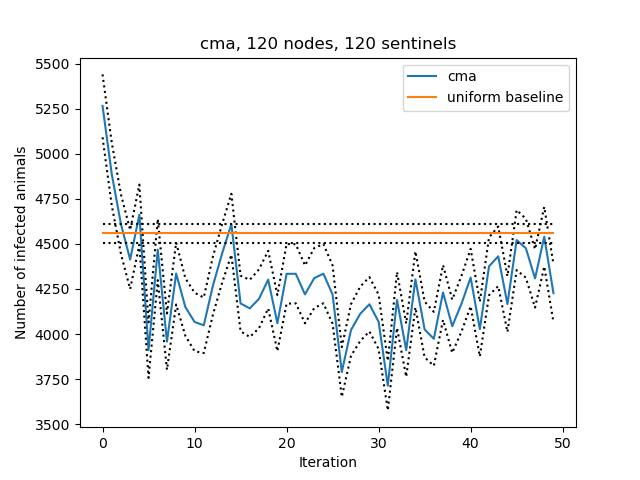 cma, 120 nodes, 120 sentinels
cma
uniform baseline
5500
5250
5000
4750
4500
4250
4000
3750
3500
Number of infected animals
0 10 20 30 40 50
Iteration